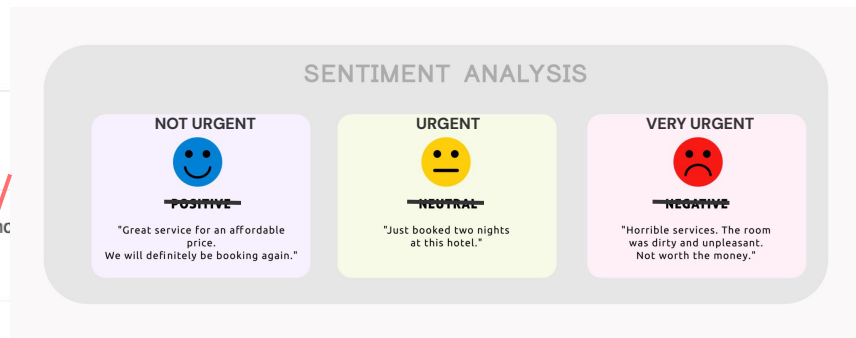 SENTIMENT ANALYSIS
NOT URGENT
POSITIVE
"Great service for an affordable
price.
We will definitely be booking again."
URGENT
NEUTRAL
"Just booked two nights
at this hotel."
VERY URGENT
NEGATIVE
"Horrible services. The room
was dirty and unpleasant.
Not worth the money."